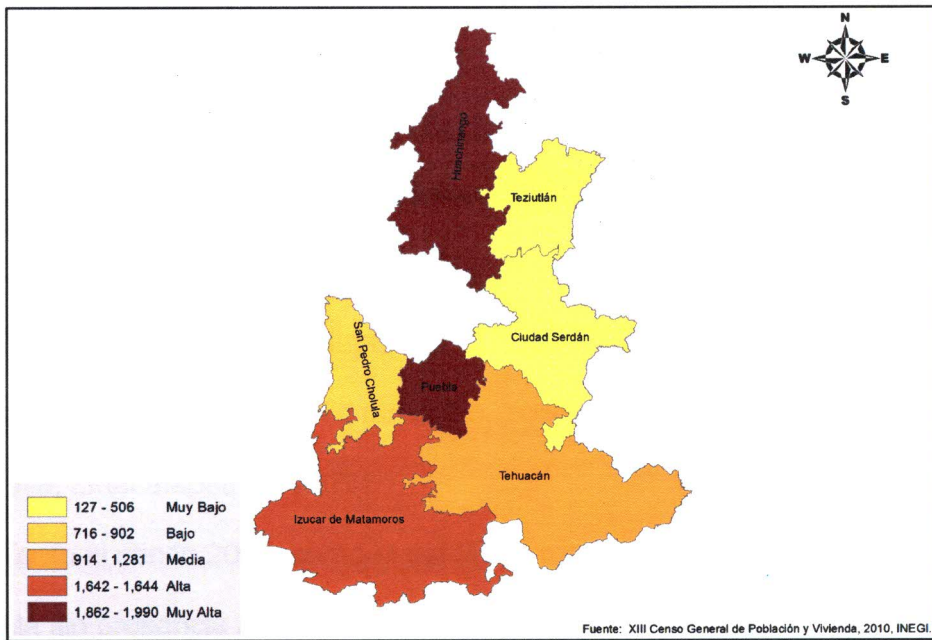 N
W E
S
Huachinango
Teziutlán
Ciudad Serdán
San Pedro Cholula
Puebla
Tehuacán
Izucar de Matamoros
127 - 506 Muy Bajo
716 - 902 Bajo
914 - 1,281 Media
1,642 - 1,644 Alta
1,862 - 1,990 Muy Alta
Fuente: XIII Censo General de Población y Vivienda, 2010, INEGI.